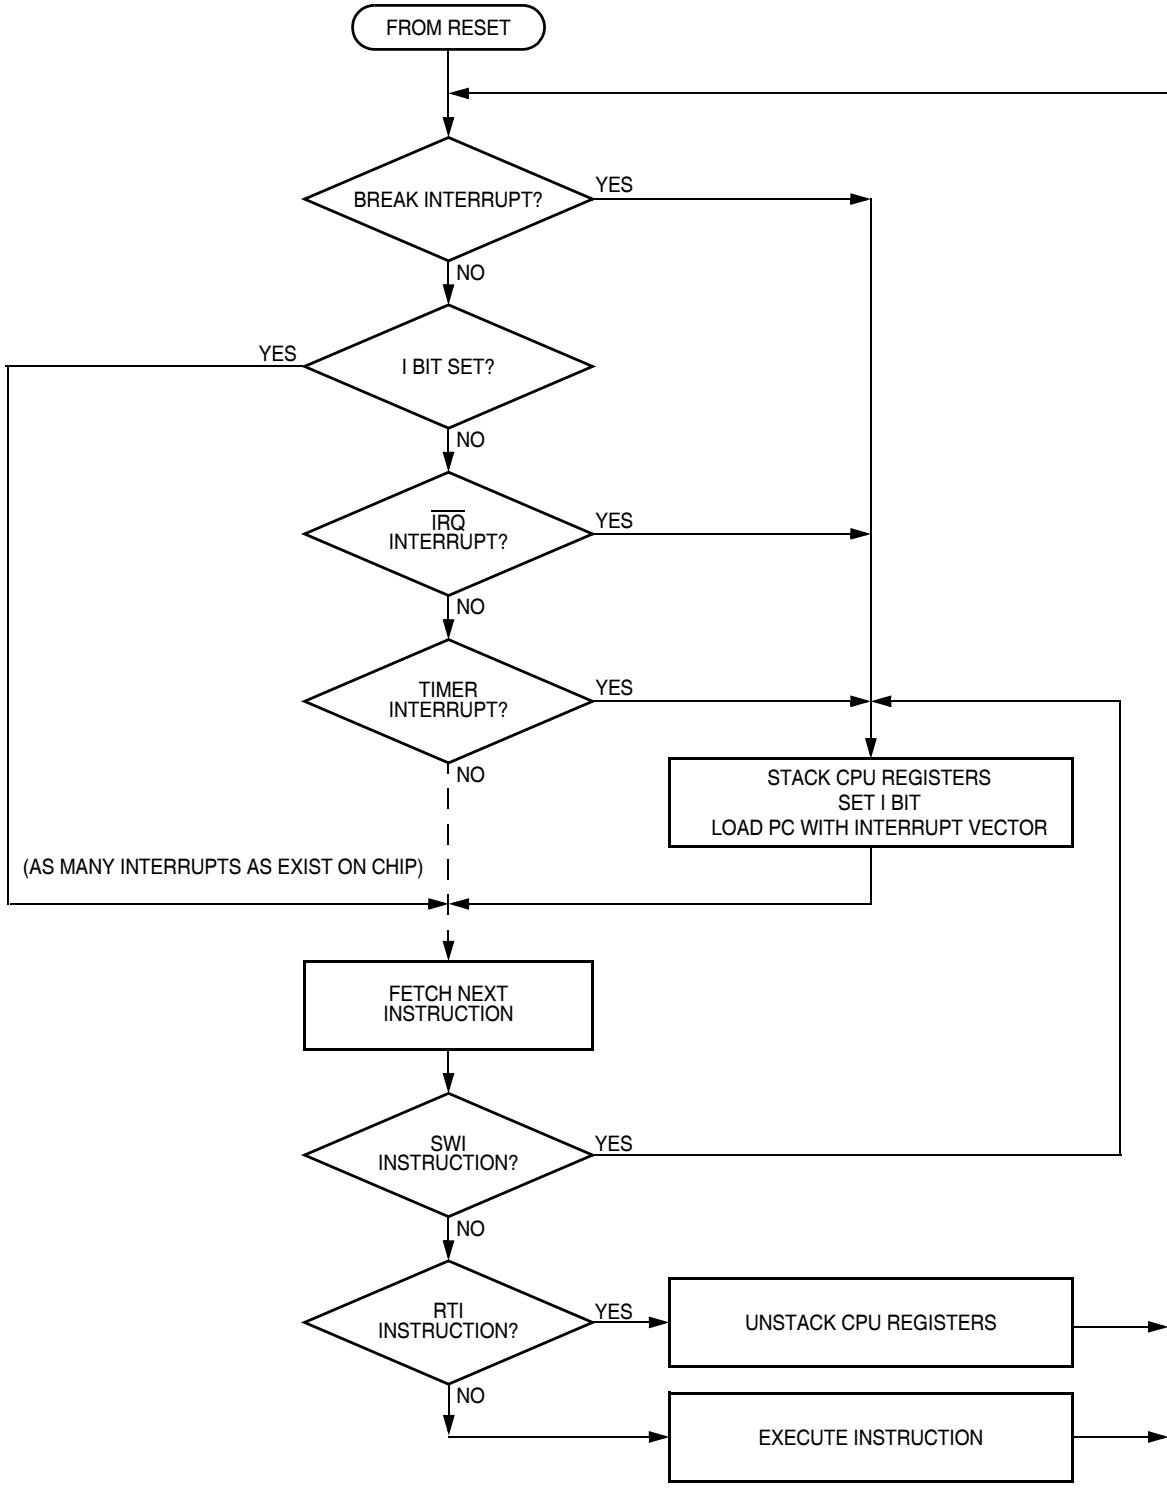 FROM RESET
BREAK INTERRUPT?
YES
NO
YES
I BIT SET?
NO
IRQ
INTERRUPT?
YES
NO
TIMER
INTERRUPT?
YES
NO
STACK CPU REGISTERS
SET I BIT
LOAD PC WITH INTERRUPT VECTOR
(AS MANY INTERRUPTS AS EXIST ON CHIP)
FETCH NEXT
INSTRUCTION
SWI
INSTRUCTION?
YES
NO
RTI
INSTRUCTION?
YES
UNSTACK CPU REGISTERS
NO
EXECUTE INSTRUCTION